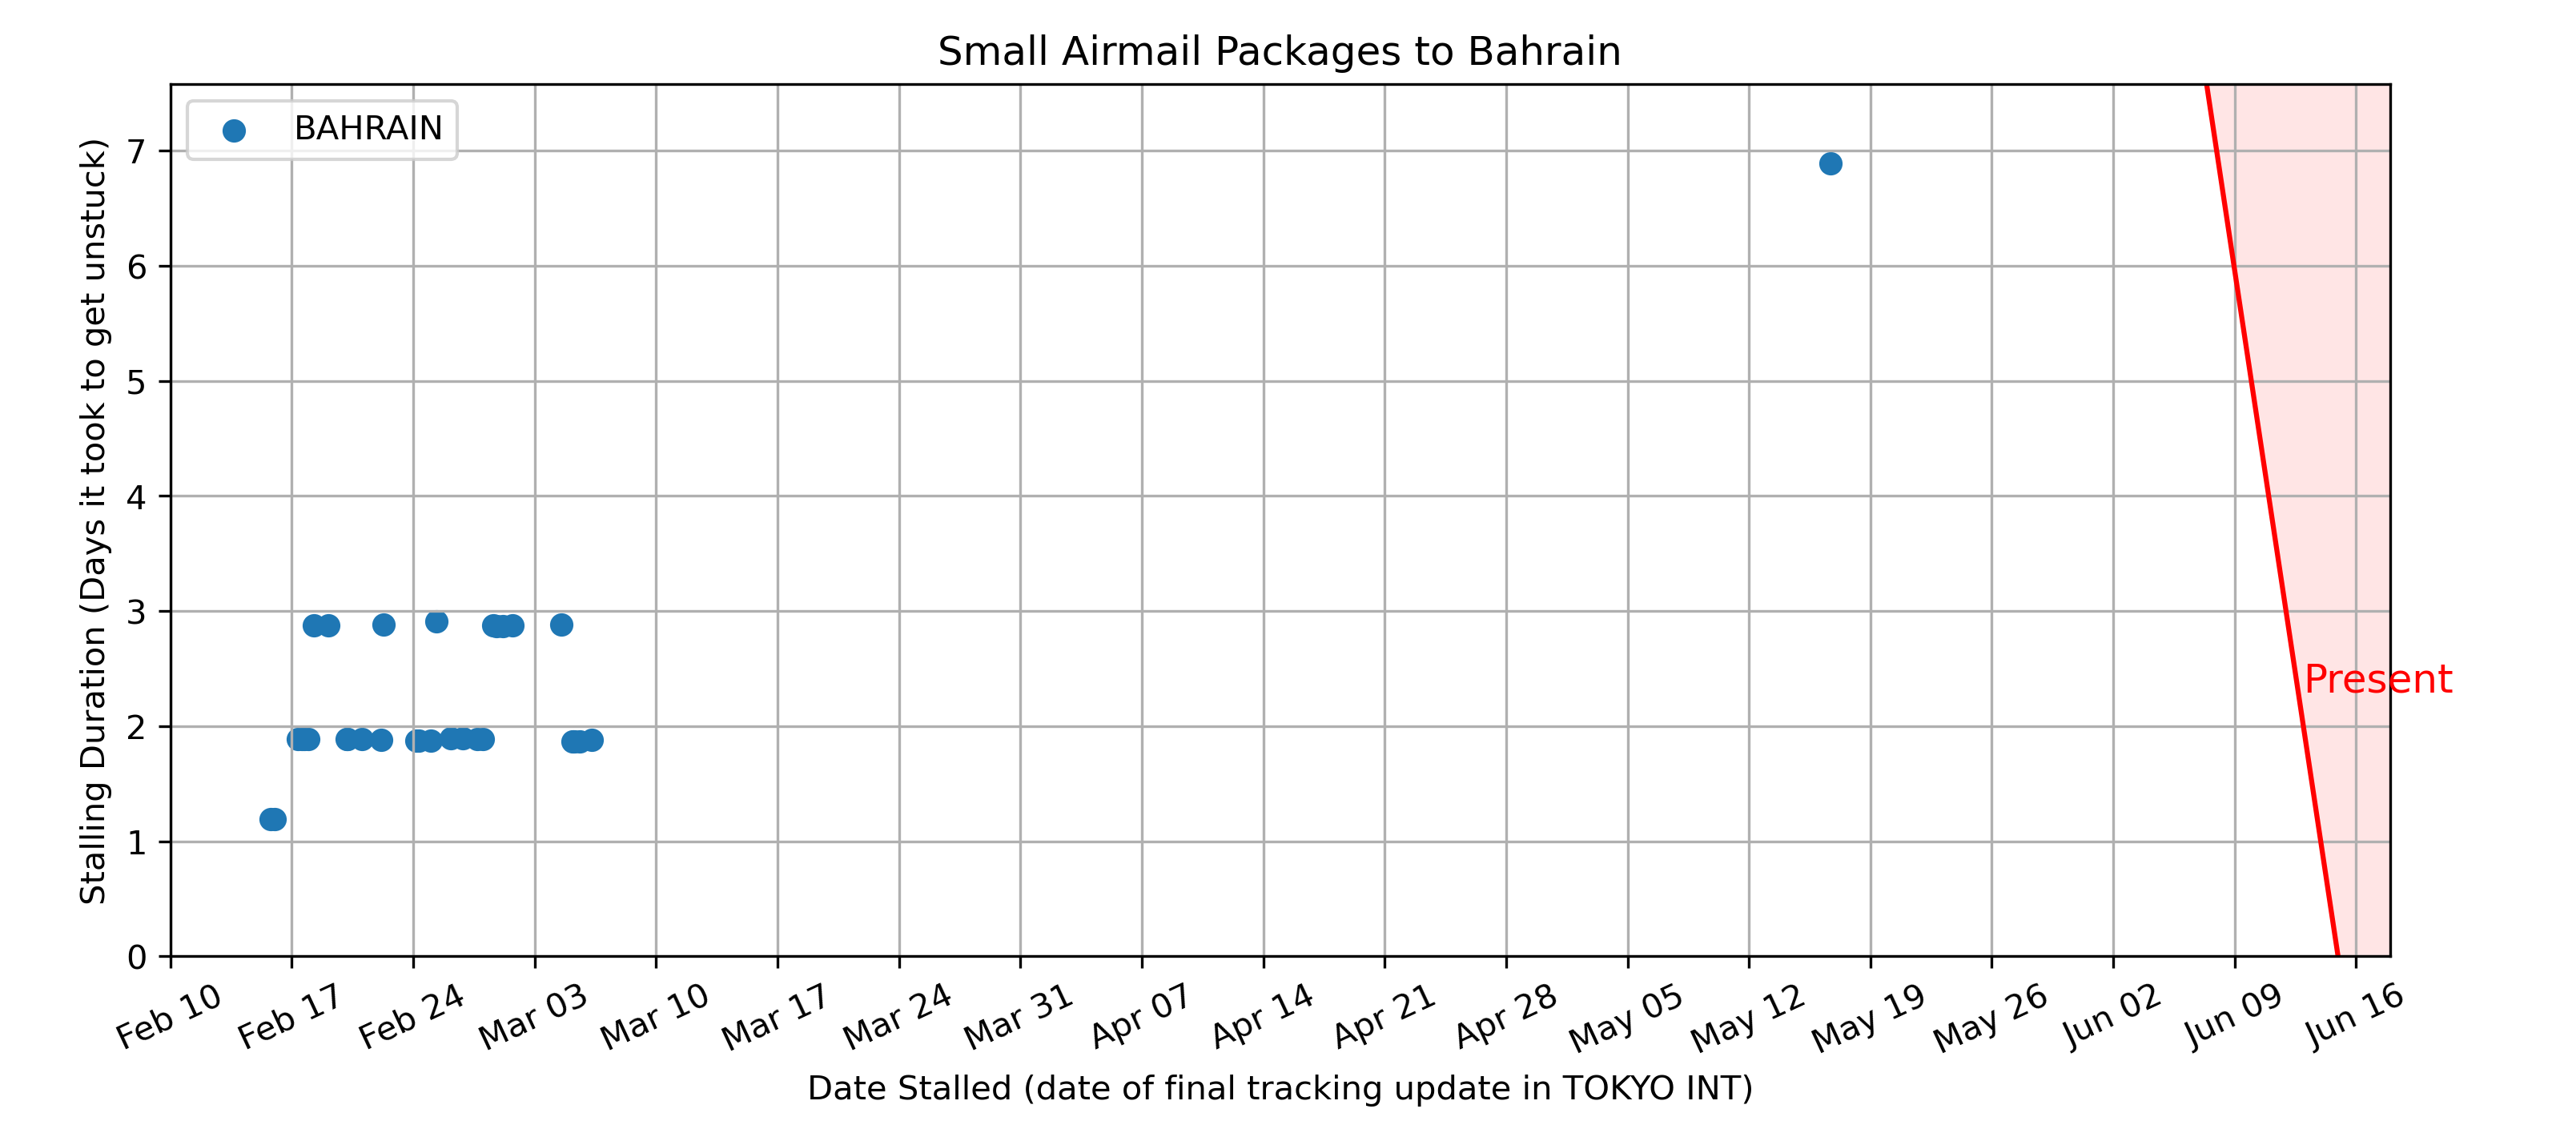 Small Airmail Packages to Bahrain
BAHRAIN
Stalling Duration (Days it took to get unstuck)
7
6
5
4
3
2
1
0
Present
Feb 10
Feb 17
Feb 24
Mar 03
Mar 10
Mar 17
Mar 24
Mar 31
Apr 07
Apr 14
Apr 21
Apr 28
May 05
May 12
May 19
May 26
Jun 02
Jun 09
Jun 16
Date Stalled (date of final tracking update in TOKYO INT)